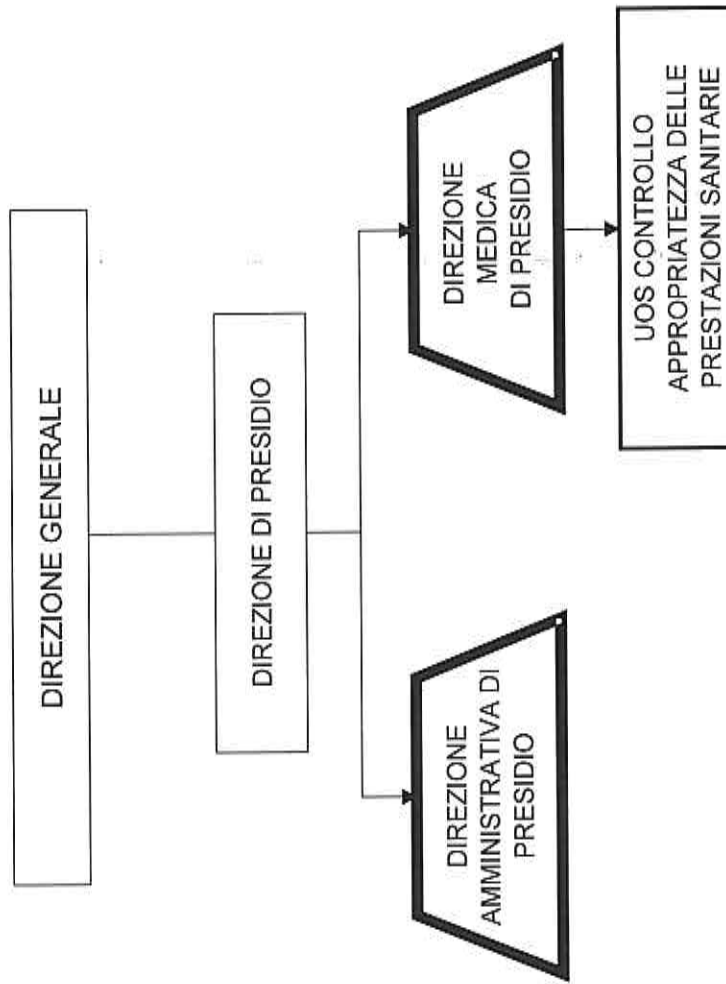 DIREZIONE GENERALE
DIREZIONE DI PRESIDIO
DIREZIONE
AMMINISTRATIVA DI
PRESIDIO
DIREZIONE
MEDICA
DI PRESIDIO
UOS CONTROLLO
APPROPRIATEZZA DELLE
PRESTAZIONI SANITARIE